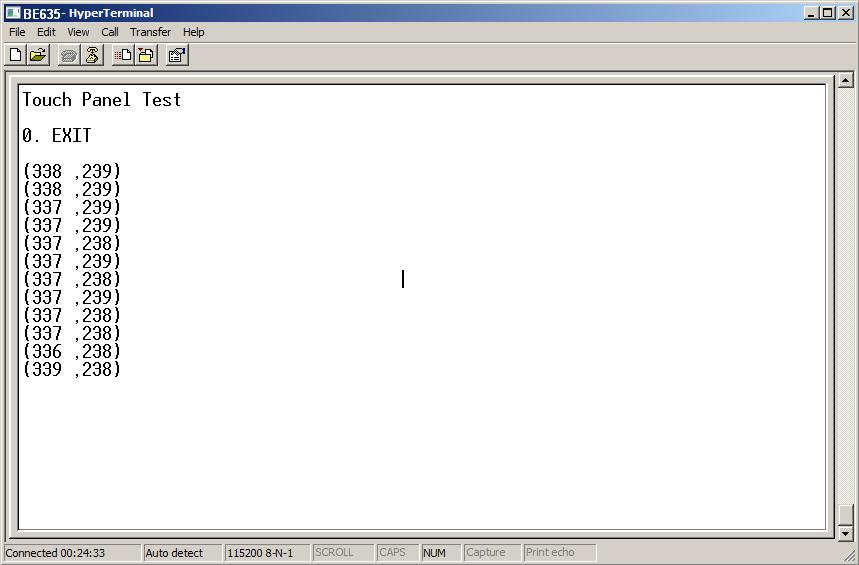 BE635- HyperTerminal
File Edit View Call Transfer Help
Touch Panel Test
0. EXIT
(338 ,239)
(338 ,239)
(337 ,239)
(337 ,239)
(337 ,238)
(337 ,239)
(337 ,238)
(337 ,239)
(337 ,238)
(337 ,238)
(336 ,238)
(339 ,238)
Connected 00:24:33 Auto detect 115200 8-N-1 SCROLL CAPS NUM Capture Print echo